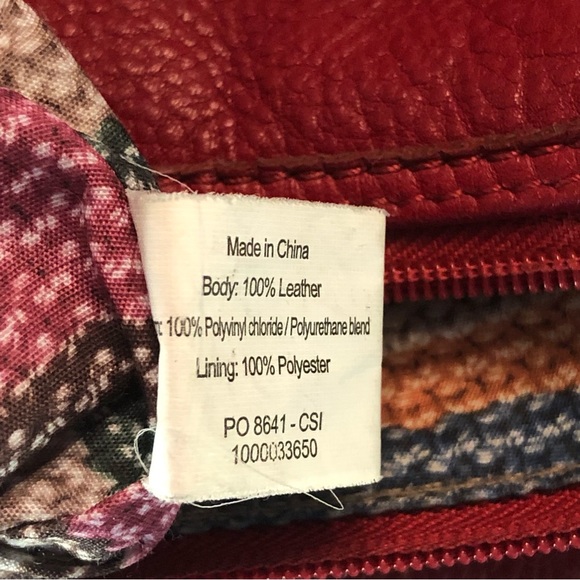 Made in China
Body: 100% Leather
: 100% Polyvinyl chloride / Polyurethane blend
Lining: 100% Polyester
PO 8641 - CSI
1000033650